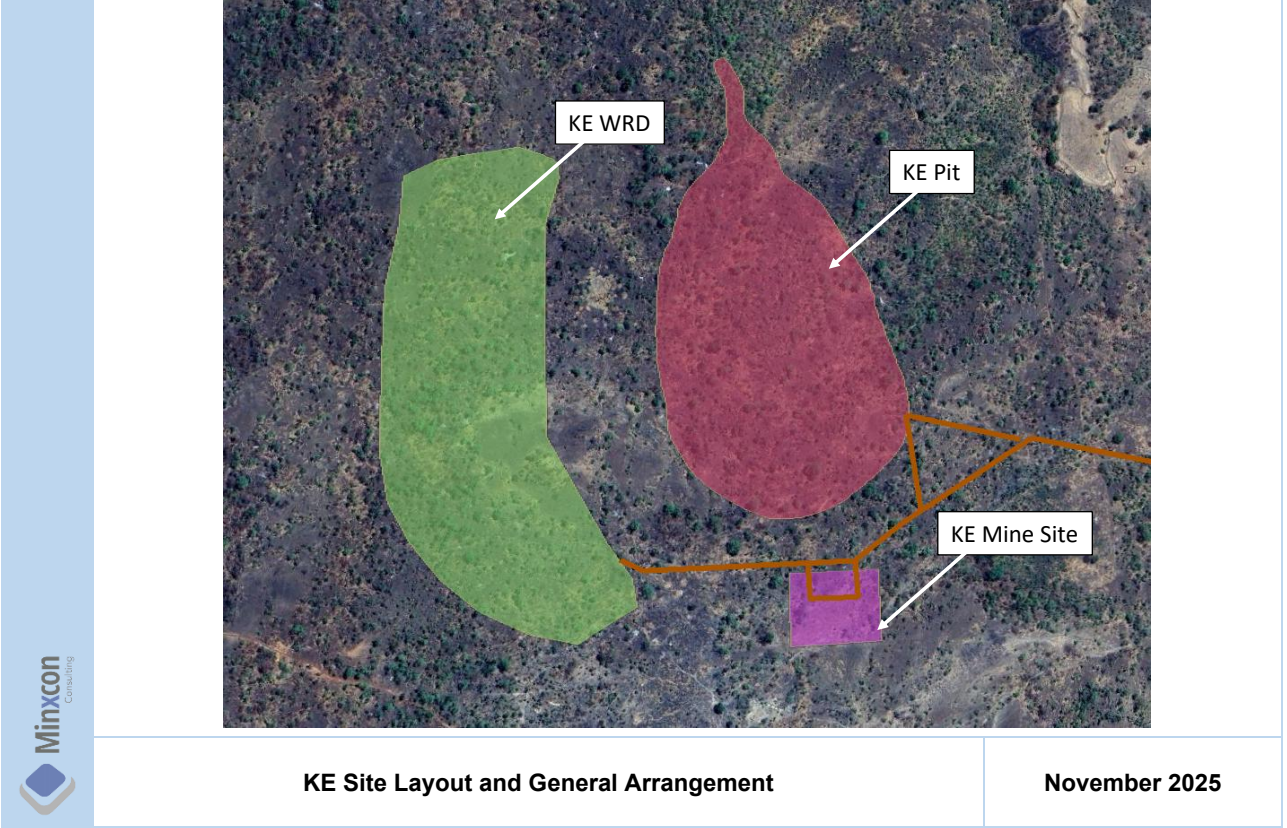 KE WRD
KE Pit
KE Mine Site
Minxcon
Consulting
KE Site Layout and General Arrangement
November 2025